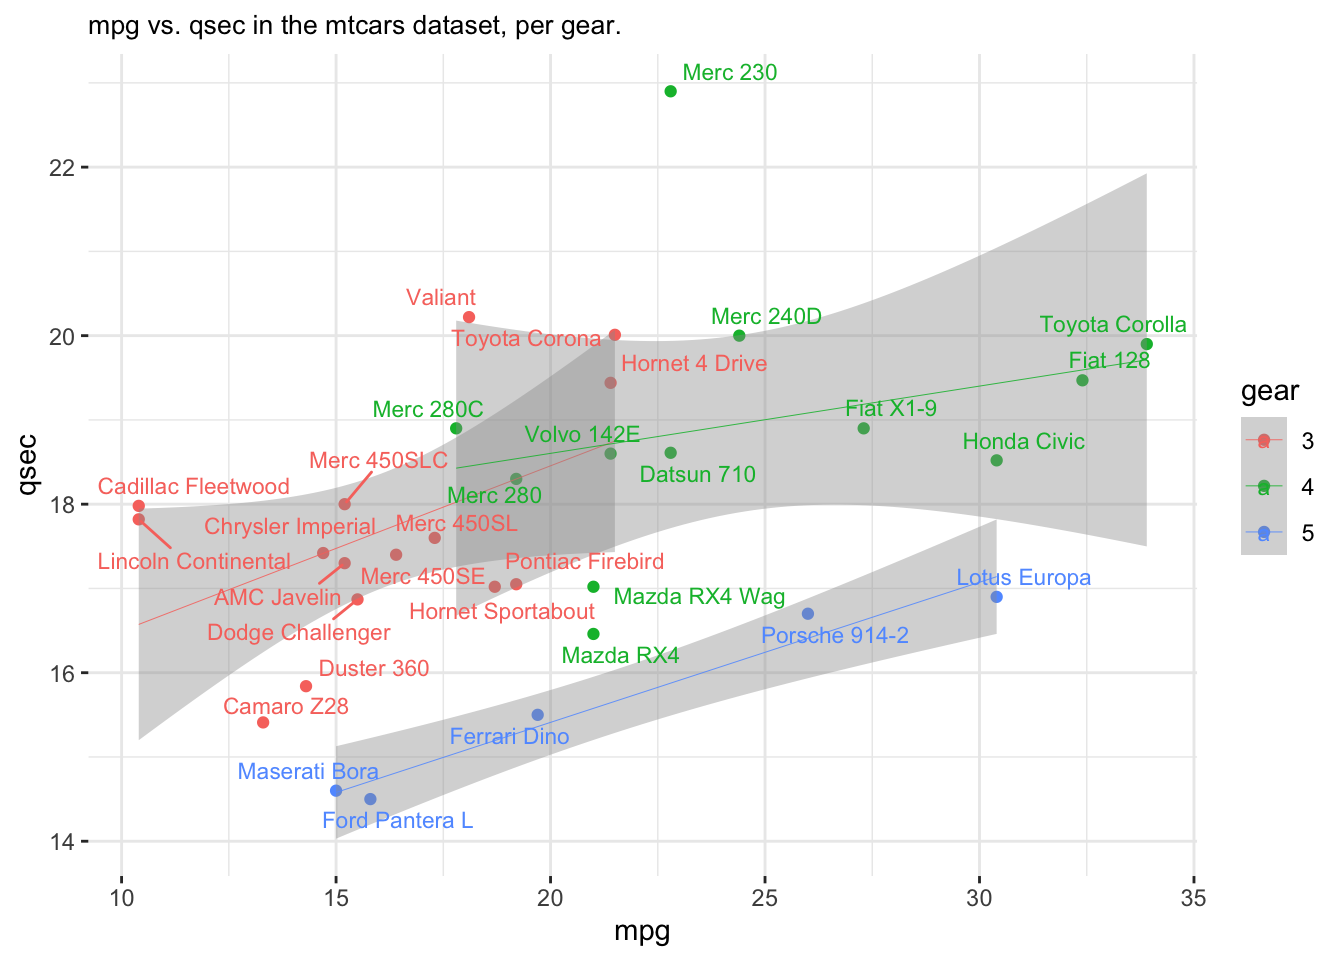 mpg vs. qsec in the mtcars dataset, per gear.
Merc 230
22
Valiant
Merc 240D
Toyota Corolla
20
Toyota Corona
Hornet 4 Drive
Fiat 128
gear
Merc 280C
Fiat X1-9
3
Volvo 142E
Honda Civic
qsec
Merc 450SLC
Datsun 710
a
4
Cadillac Fleetwood
Merc 280
18
Chrysler Imperial
Merc 450SL
a
5
Lincoln Continental
Pontiac Firebird
a
Merc 450SE
Lotus Europa
AMC Javelin
Mazda RX4 Wag
Hornet Sportabout
Dodge Challenger
Porsche 914-2
Mazda RX4
16
Duster 360
Camaro Z28
Ferrari Dino
Maserati Bora
Ford Pantera L
14
10
15
20
25
30
35
mpg